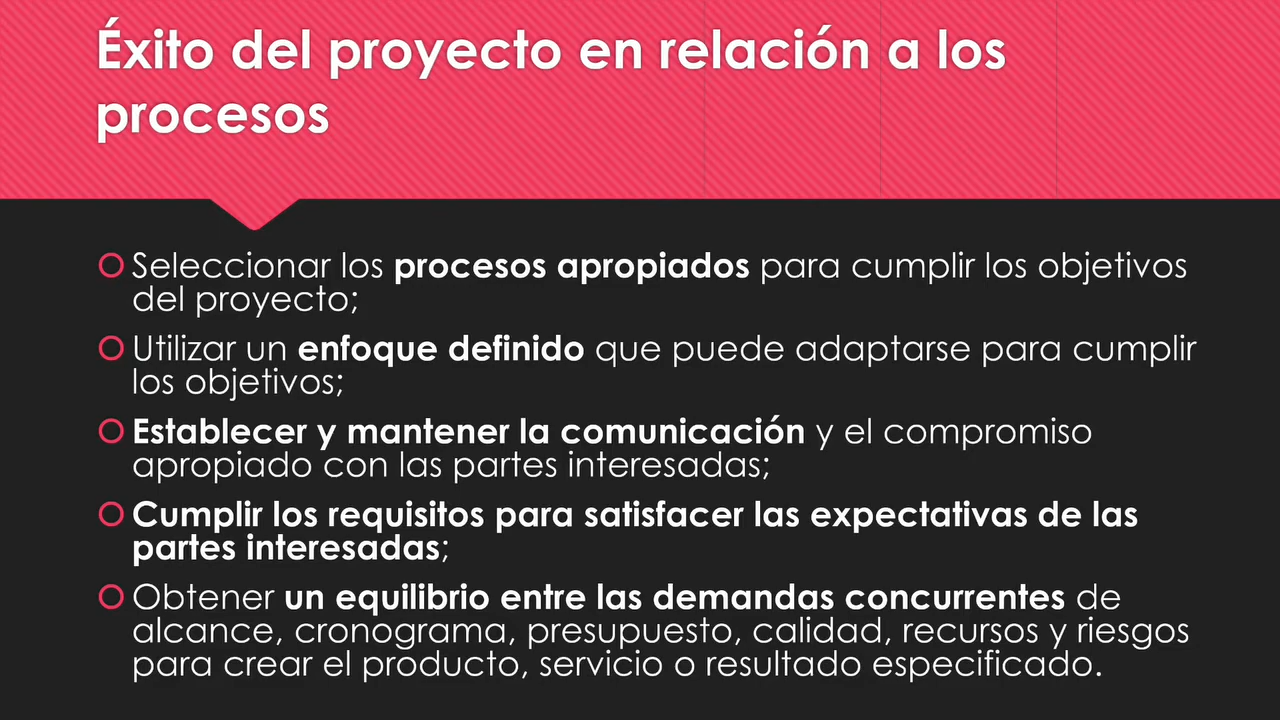 Éxito del proyecto en relación a los
procesos
Seleccionar los procesos apropiados para cumplir los objetivos
del proyecto;
Utilizar un enfoque definido que puede adaptarse para cumplir
los objetivos;
Establecer y mantener la comunicación y el compromiso
apropiado con las partes interesadas;
Cumplir los requisitos para satisfacer las expectativas de las
partes interesadas;
Obtener un equilibrio entre las demandas concurrentes de
alcance, cronograma, presupuesto, calidad, recursos y riesgos
para crear el producto, servicio o resultado especificado.